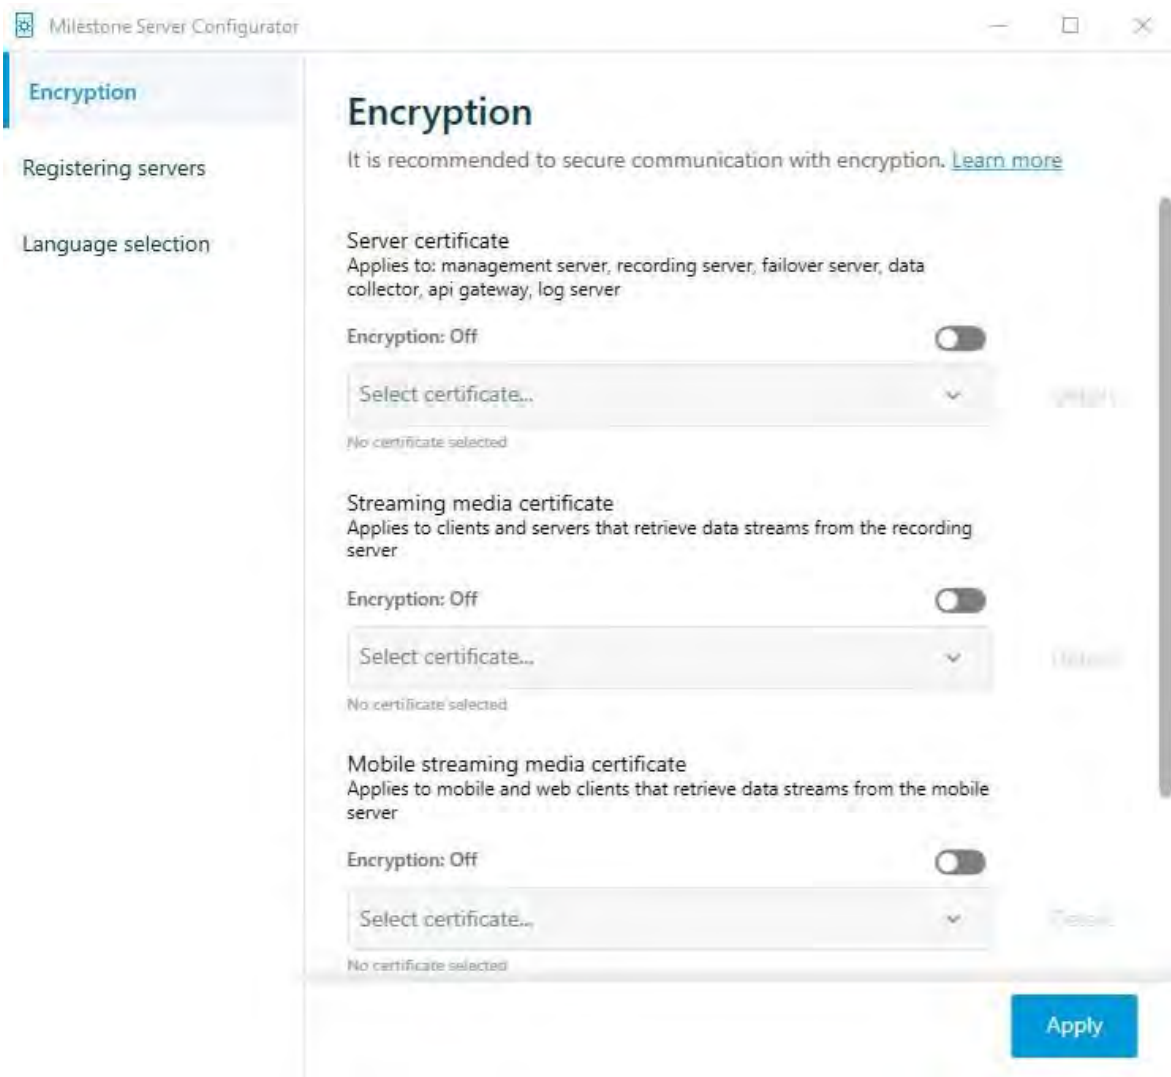 Milestone Server Configurator
Encryption
Registering servers
Language selection
Encryption
It is recommended to secure communication with encryption. Learn more
Server certificate
Applies to: management server, recording server, failover server, data
collector, api gateway, log server
Encryption: Off
Select certificate...
No certificate selected
Streaming media certificate
Applies to clients and servers that retrieve data streams from the recording
server
Encryption: Off
Select certificate...
No certificate selected
Mobile streaming media certificate
Applies to mobile and web clients that retrieve data streams from the mobile
server
Encryption: Off
Select certificate...
No certificate selected
Apply